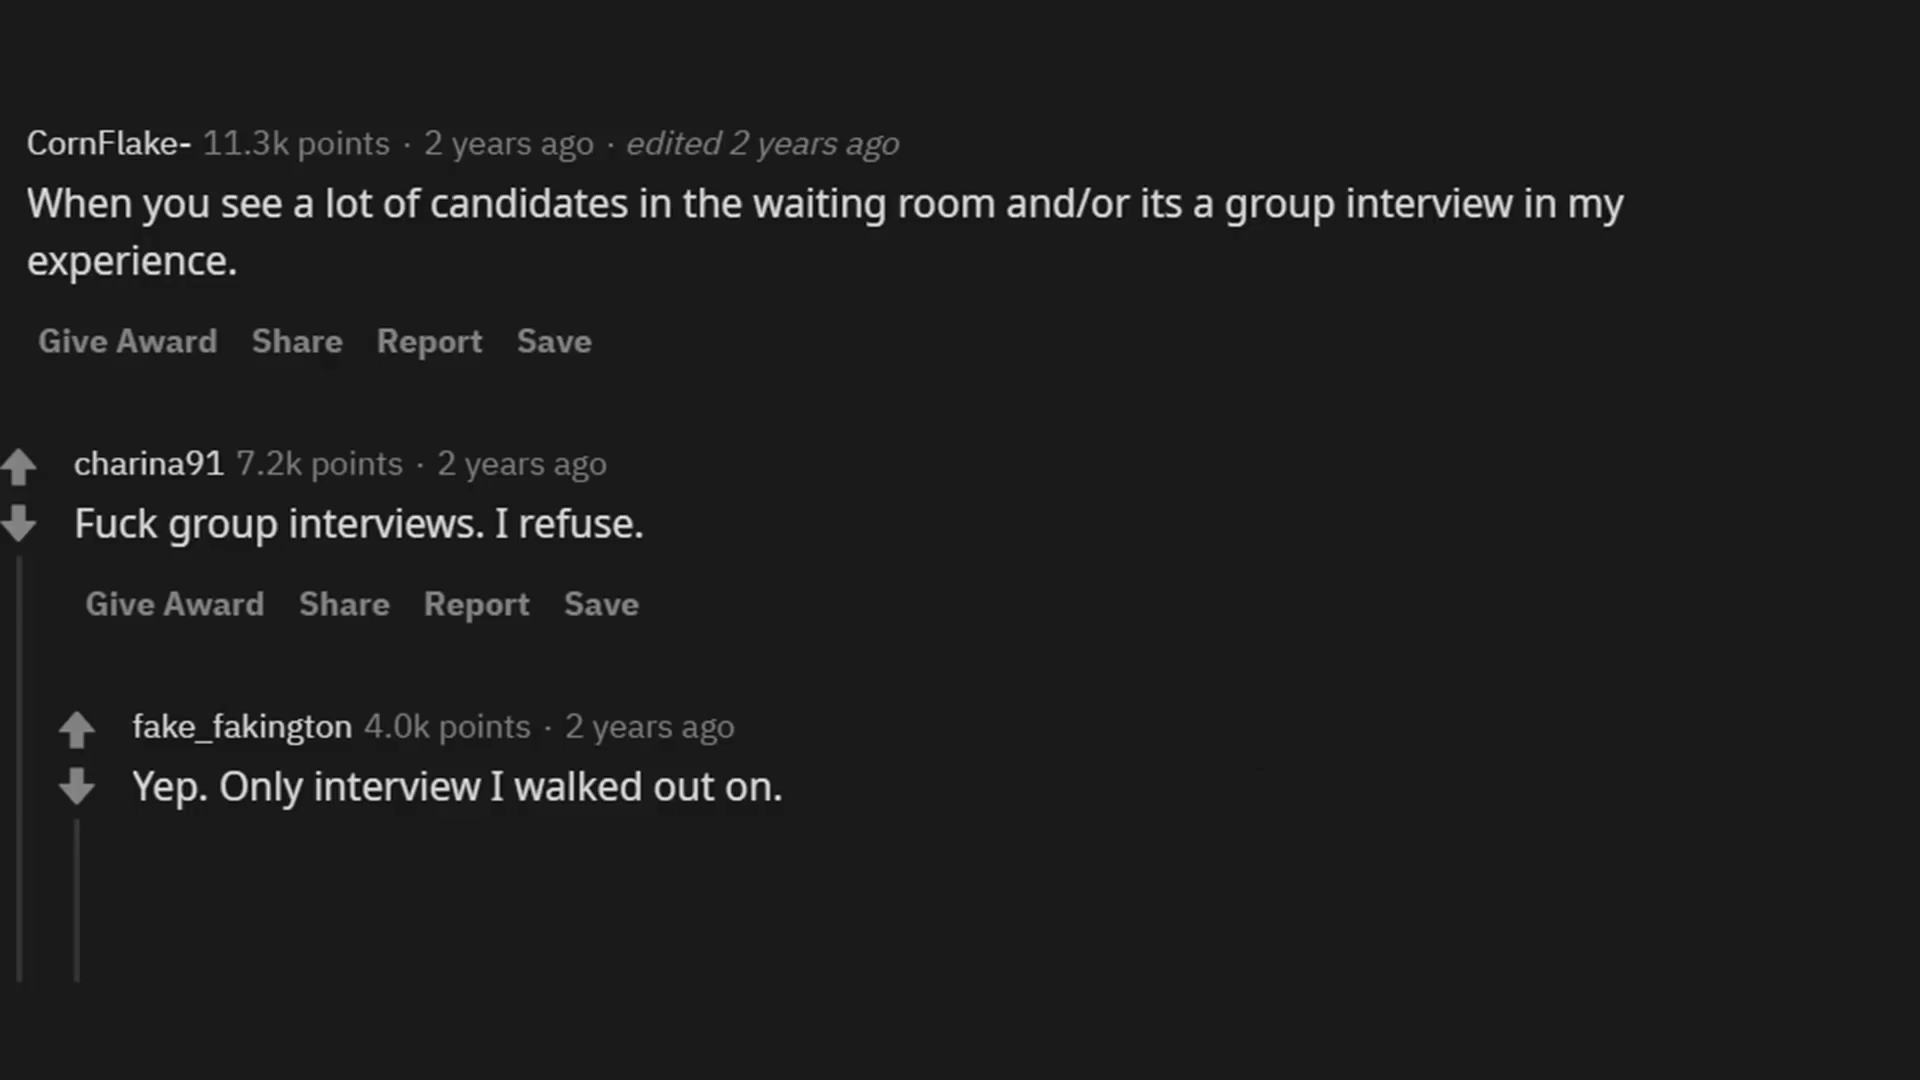 CornFlake- 11.3k points · 2 years ago · edited 2 years ago
When you see a lot of candidates in the waiting room and/or its a group interview in my
experience.
Give Award Share Report Save
charina91 7.2k points · 2 years ago
Fuck group interviews. I refuse.
Give Award Share Report Save
fake_fakington 4.0k points · 2 years ago
Yep. Only interview I walked out on.